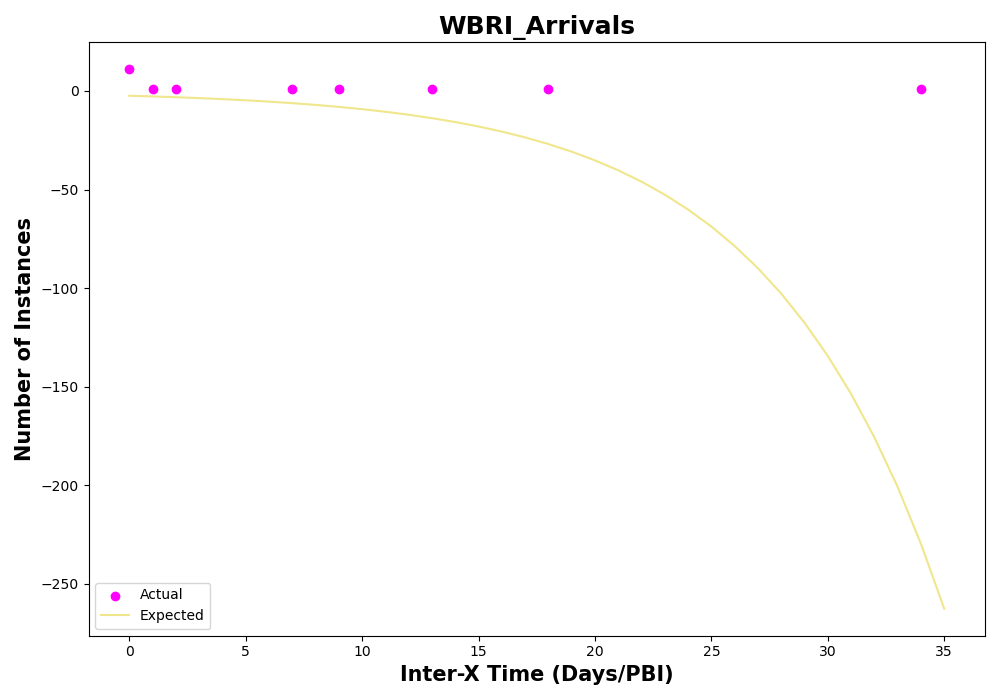 WBRI_Arrivals
Number of Instances
0
−50
−100
−150
−200
−250
Actual
Expected
0 5 10 15 20 25 30 35
Inter-X Time (Days/PBI)